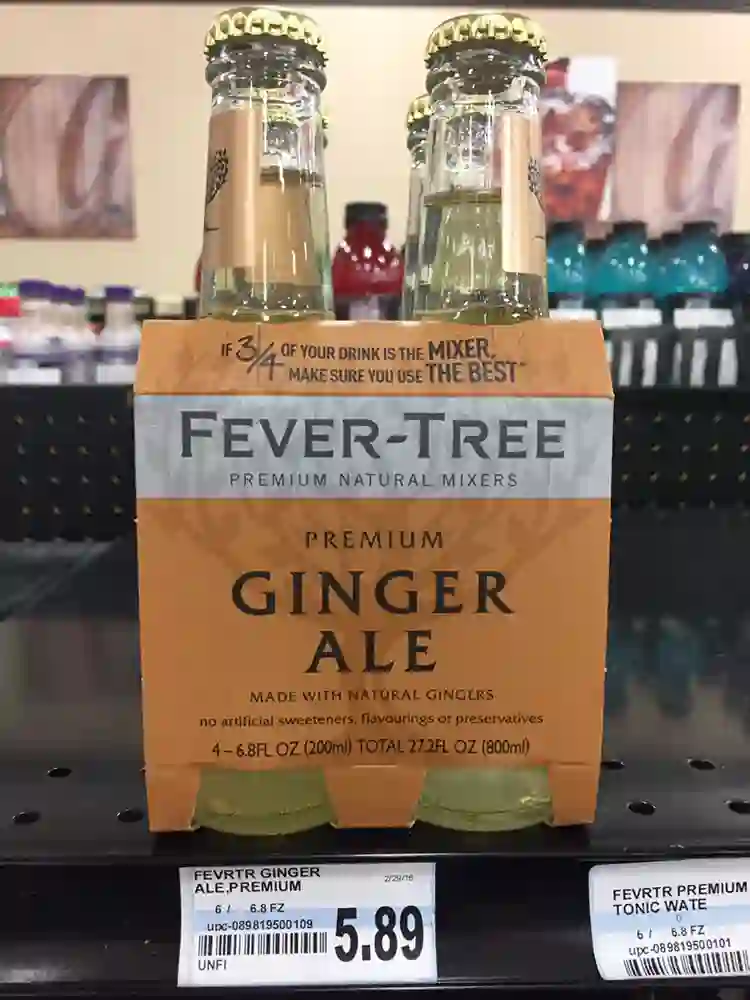 IF 3/4 OF YOUR DRINK IS THE MIXER,
MAKE SURE YOU USE THE BEST™
FEVER-TREE
PREMIUM NATURAL MIXERS
PREMIUM
GINGER
ALE
MADE WITH NATURAL GINGERS
no artificial sweeteners, flavourings or preservatives
4 – 6.8FL OZ (200ml) TOTAL 27.2FL OZ (800ml)
FEVRTR GINGER
ALE,PREMIUM
2/29/16
6 / 6.8 FZ
upc-089819500109
5.89
UNFI
FEVRTR PREMIUM
TONIC WATE
0
6 / 6.8 FZ
upc-089819500101